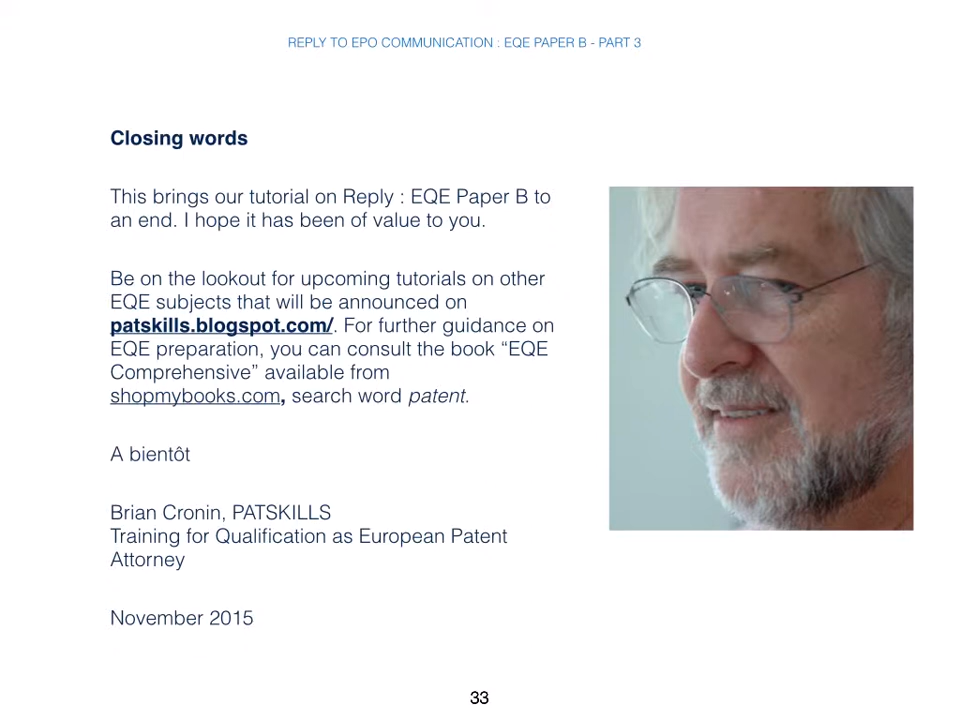 REPLY TO EPO COMMUNICATION : EQE PAPER B - PART 3
Closing words
This brings our tutorial on Reply : EQE Paper B to
an end. I hope it has been of value to you.
Be on the lookout for upcoming tutorials on other
EQE subjects that will be announced on
patskills.blogspot.com/. For further guidance on
EQE preparation, you can consult the book “EQE
Comprehensive” available from
shopmybooks.com, search word patent.
A bientôt
Brian Cronin, PATSKILLS
Training for Qualification as European Patent
Attorney
November 2015
33